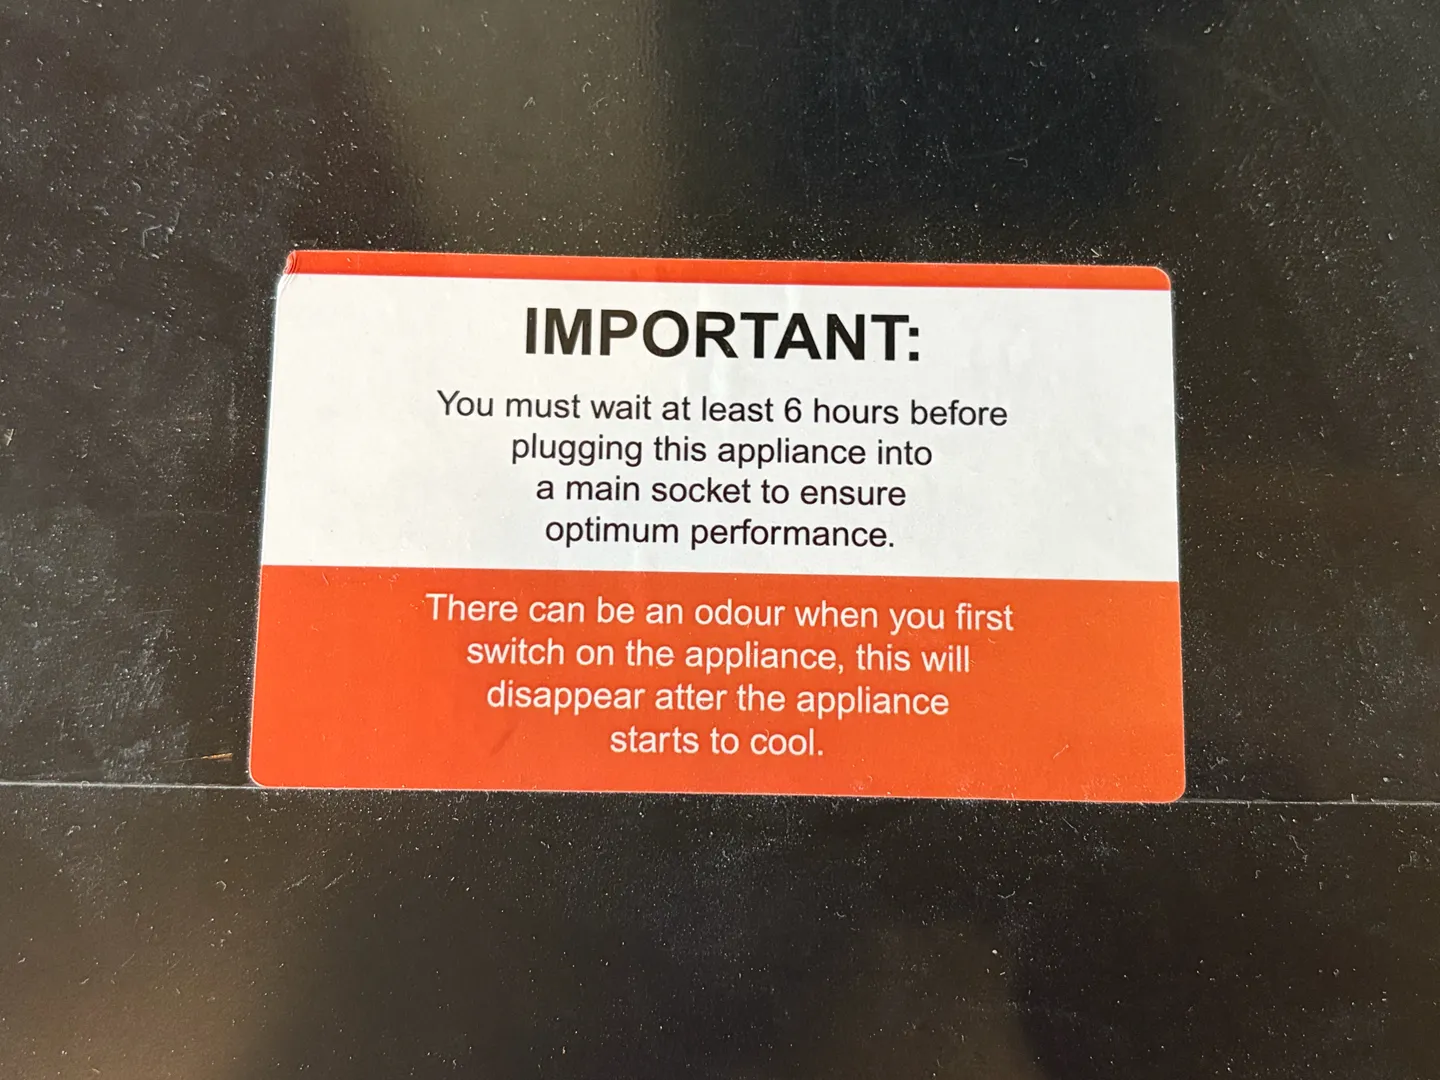 IMPORTANT:
You must wait at least 6 hours before
plugging this appliance into
a main socket to ensure
optimum performance.
There can be an odour when you first
switch on the appliance, this will
disappear atter the appliance
starts to cool.